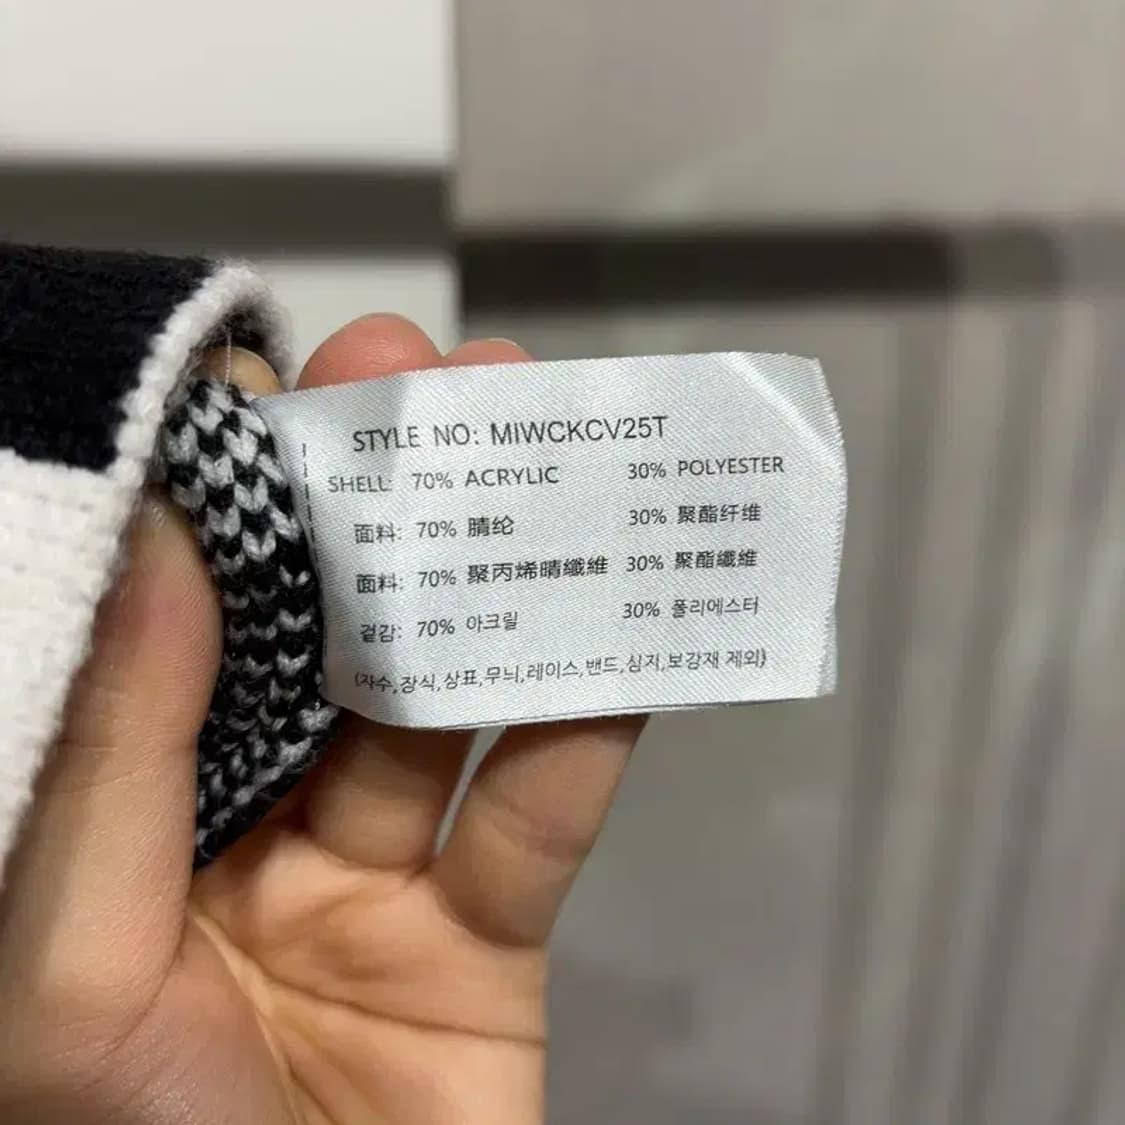 STYLE NO: MIWCKCV25T
SHELL: 70% ACRYLIC 30% POLYESTER
面料: 70% 腈纶 30% 聚酯纤维
面料: 70% 聚丙烯晴纖維 30% 聚酯纖維
겉감: 70% 아크릴 30% 폴리에스터
(자수,장식,상표,무늬,레이스,밴드,심지,보강재 제외)